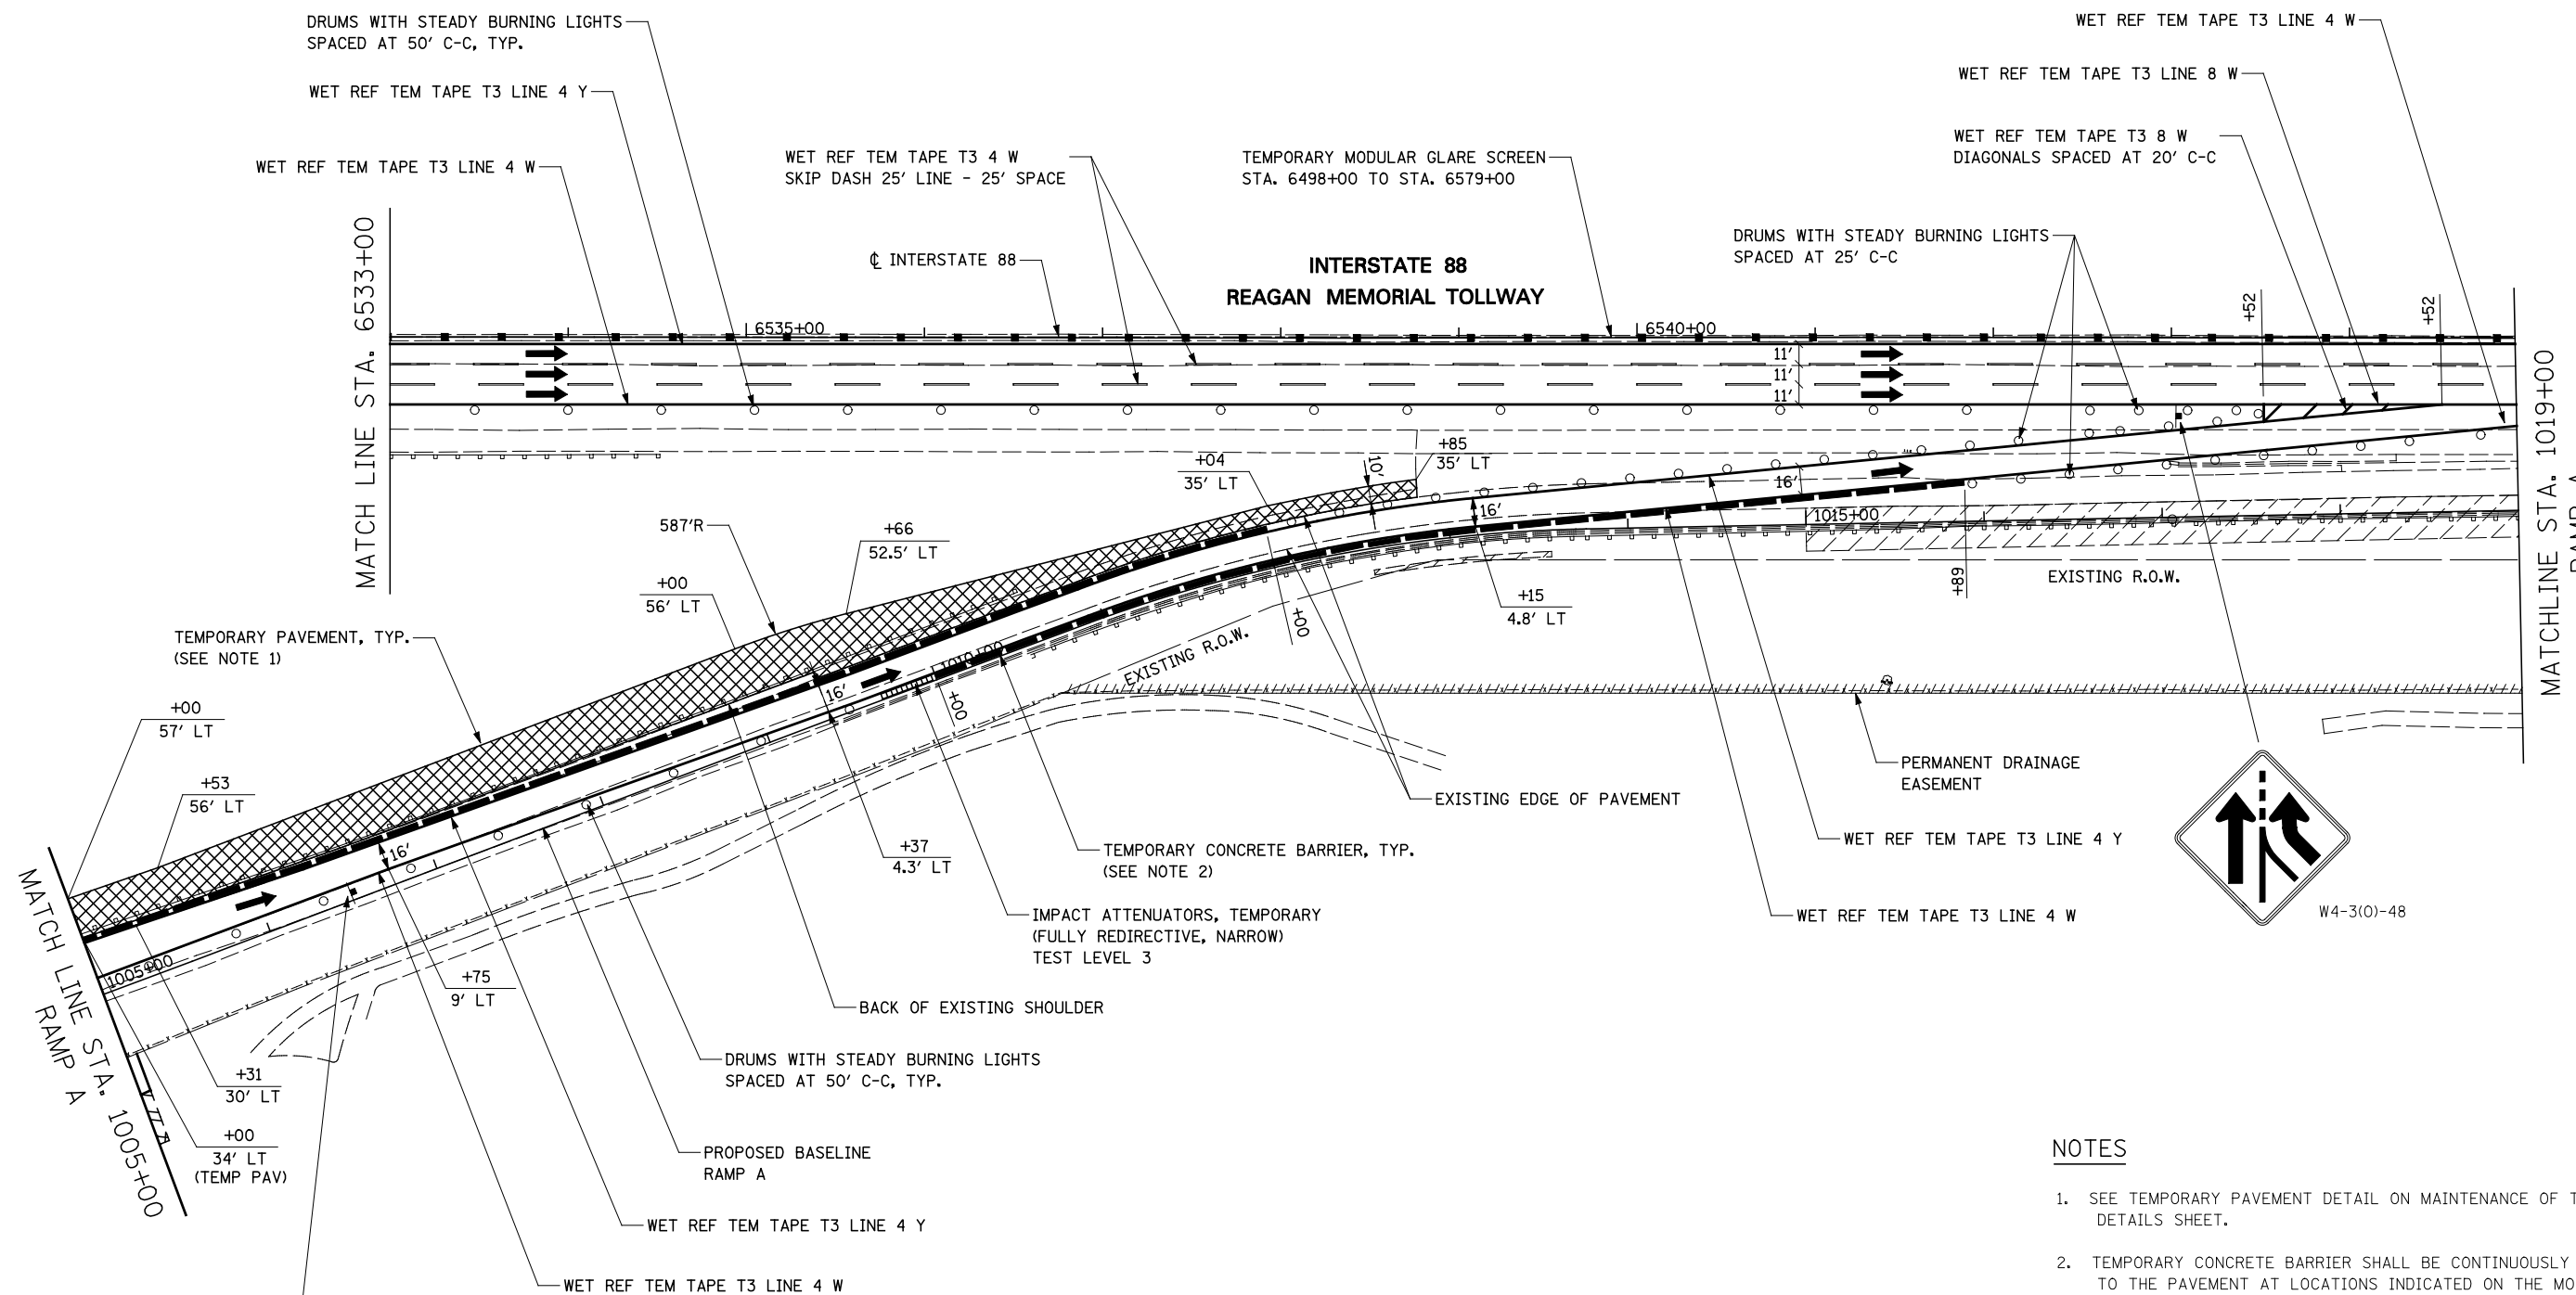 DRUMS WITH STEADY BURNING LIGHTS
SPACED AT 50' C-C, TYP.
WET REF TEM TAPE T3 LINE 4 Y
WET REF TEM TAPE T3 LINE 4 W
WET REF TEM TAPE T3 4 W
SKIP DASH 25' LINE - 25' SPACE
TEMPORARY MODULAR GLARE SCREEN
STA. 6498+00 TO STA. 6579+00
WET REF TEM TAPE T3 LINE 4 W
WET REF TEM TAPE T3 LINE 8 W
WET REF TEM TAPE T3 8 W
DIAGONALS SPACED AT 20' C-C
DRUMS WITH STEADY BURNING LIGHTS
SPACED AT 25' C-C
℄ INTERSTATE 88
INTERSTATE 88
REAGAN MEMORIAL TOLLWAY
MATCH LINE STA. 6533+00
6535+00
6540+00
+52
+52
11'
11'
11'
MATCHLINE STA. 1019+00
RAMP A
+85
35' LT
+04
35' LT
10'
587'R
+66
52.5' LT
+00
56' LT
16'
16'
1015+00
+89
EXISTING R.O.W.
+15
4.8' LT
+00
EXISTING R.O.W.
1010+00
+00
16'
TEMPORARY PAVEMENT, TYP.
(SEE NOTE 1)
+00
57' LT
+53
56' LT
16'
+37
4.3' LT
EXISTING EDGE OF PAVEMENT
PERMANENT DRAINAGE
EASEMENT
WET REF TEM TAPE T3 LINE 4 Y
TEMPORARY CONCRETE BARRIER, TYP.
(SEE NOTE 2)
WET REF TEM TAPE T3 LINE 4 W
W4-3(O)-48
IMPACT ATTENUATORS, TEMPORARY
(FULLY REDIRECTIVE, NARROW)
TEST LEVEL 3
1005+00
MATCH LINE STA. 1005+00
RAMP A
+75
9' LT
BACK OF EXISTING SHOULDER
DRUMS WITH STEADY BURNING LIGHTS
SPACED AT 50' C-C, TYP.
+31
30' LT
+00
34' LT
(TEMP PAV)
PROPOSED BASELINE
RAMP A
WET REF TEM TAPE T3 LINE 4 Y
WET REF TEM TAPE T3 LINE 4 W
NOTES
1. SEE TEMPORARY PAVEMENT DETAIL ON MAINTENANCE OF
DETAILS SHEET.
2. TEMPORARY CONCRETE BARRIER SHALL BE CONTINUOUSLY
TO THE PAVEMENT AT LOCATIONS INDICATED ON THE